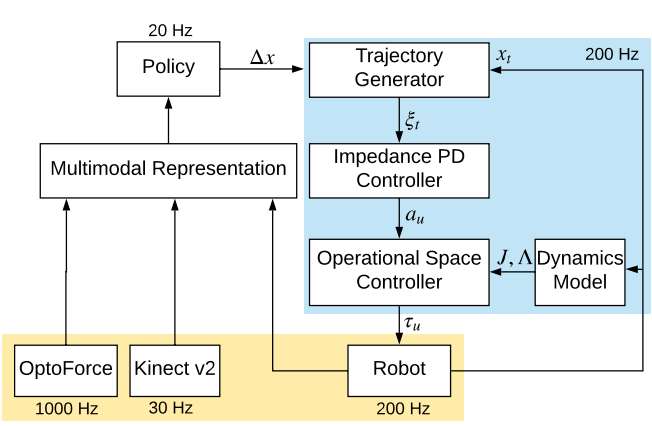 20 Hz
Policy
Δx
Trajectory
Generator
x_t
200 Hz
ξ_t
Multimodal Representation
Impedance PD
Controller
a_u
Operational Space
Controller
J, Λ
Dynamics
Model
τ_u
OptoForce
Kinect v2
Robot
1000 Hz
30 Hz
200 Hz